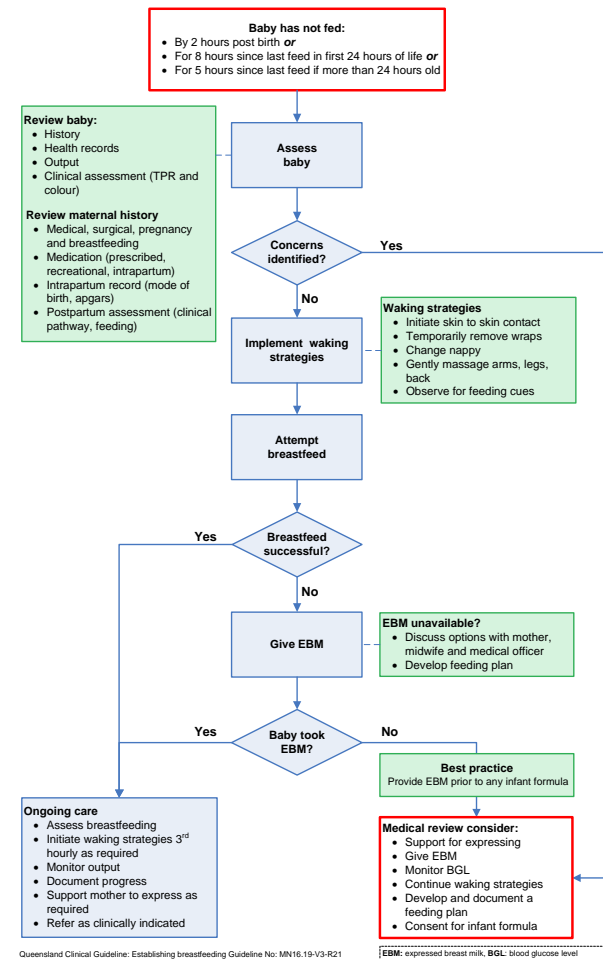 Baby has not fed:
• By 2 hours post birth or
• For 8 hours since last feed in first 24 hours of life or
• For 5 hours since last feed if more than 24 hours old
Review baby:
• History
• Health records
• Output
• Clinical assessment (TPR and
colour)
Review maternal history
• Medical, surgical, pregnancy
and breastfeeding
• Medication (prescribed,
recreational, intrapartum)
• Intrapartum record (mode of
birth, apgars)
• Postpartum assessment (clinical
pathway, feeding)
Assess
baby
Concerns
identified?
Yes
No
Implement waking
strategies
Waking strategies
• Initiate skin to skin contact
• Temporarily remove wraps
• Change nappy
• Gently massage arms, legs,
back
• Observe for feeding cues
Attempt
breastfeed
Yes
Breastfeed
successful?
No
Give EBM
EBM unavailable?
• Discuss options with mother,
midwife and medical officer
• Develop feeding plan
Yes
Baby took
EBM?
No
Best practice
Provide EBM prior to any infant formula
Ongoing care
• Assess breastfeeding
• Initiate waking strategies 3rd
hourly as required
• Monitor output
• Document progress
• Support mother to express as
required
• Refer as clinically indicated
Medical review consider:
• Support for expressing
• Give EBM
• Monitor BGL
• Continue waking strategies
• Develop and document a
feeding plan
• Consent for infant formula
Queensland Clinical Guideline: Establishing breastfeeding Guideline No: MN16.19-V3-R21
EBM: expressed breast milk, BGL: blood glucose level